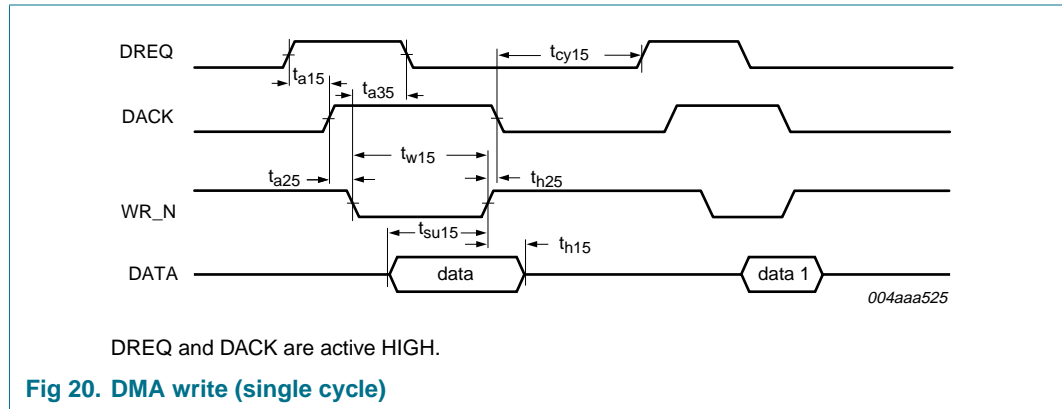 DREQ
t_cy15
t_a15
t_a35
DACK
t_w15
t_a25
t_h25
WR_N
t_su15
t_h15
DATA
data
data 1
004aaa525
DREQ and DACK are active HIGH.
Fig 20. DMA write (single cycle)